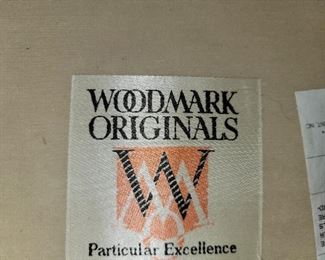 WOODMARK
ORIGINALS
W
Particular Excellence